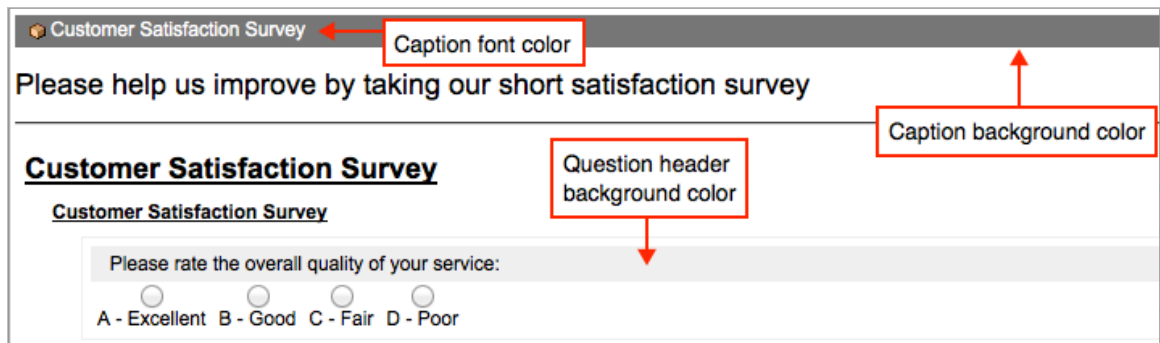 Customer Satisfaction Survey
Caption font color
Please help us improve by taking our short satisfaction survey
Caption background color
Customer Satisfaction Survey
Question header
background color
Customer Satisfaction Survey
Please rate the overall quality of your service:
A - Excellent B - Good C - Fair D - Poor